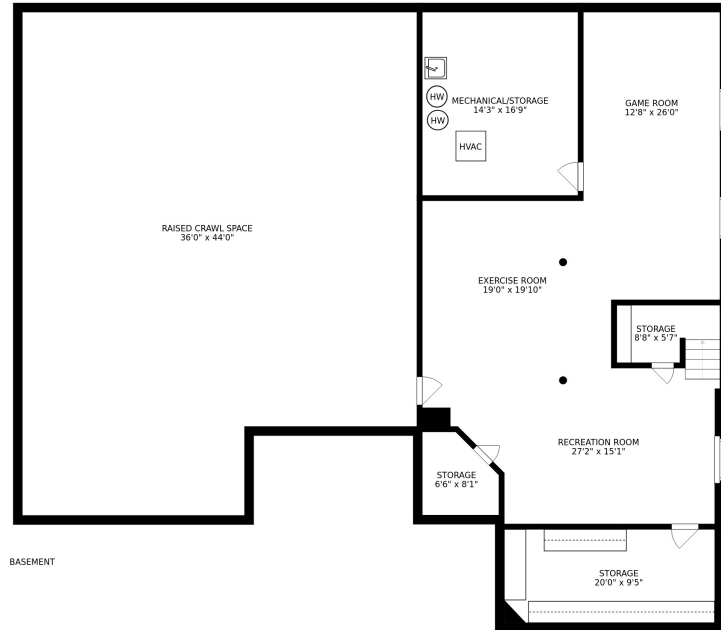 HW
HW
HVAC
MECHANICAL/STORAGE
14'3" x 16'9"
GAME ROOM
12'8" x 26'0"
RAISED CRAWL SPACE
36'0" x 44'0"
EXERCISE ROOM
19'0" x 19'10"
STORAGE
8'8" x 5'7"
RECREATION ROOM
27'2" x 15'1"
STORAGE
6'6" x 8'1"
BASEMENT
STORAGE
20'0" x 9'5"